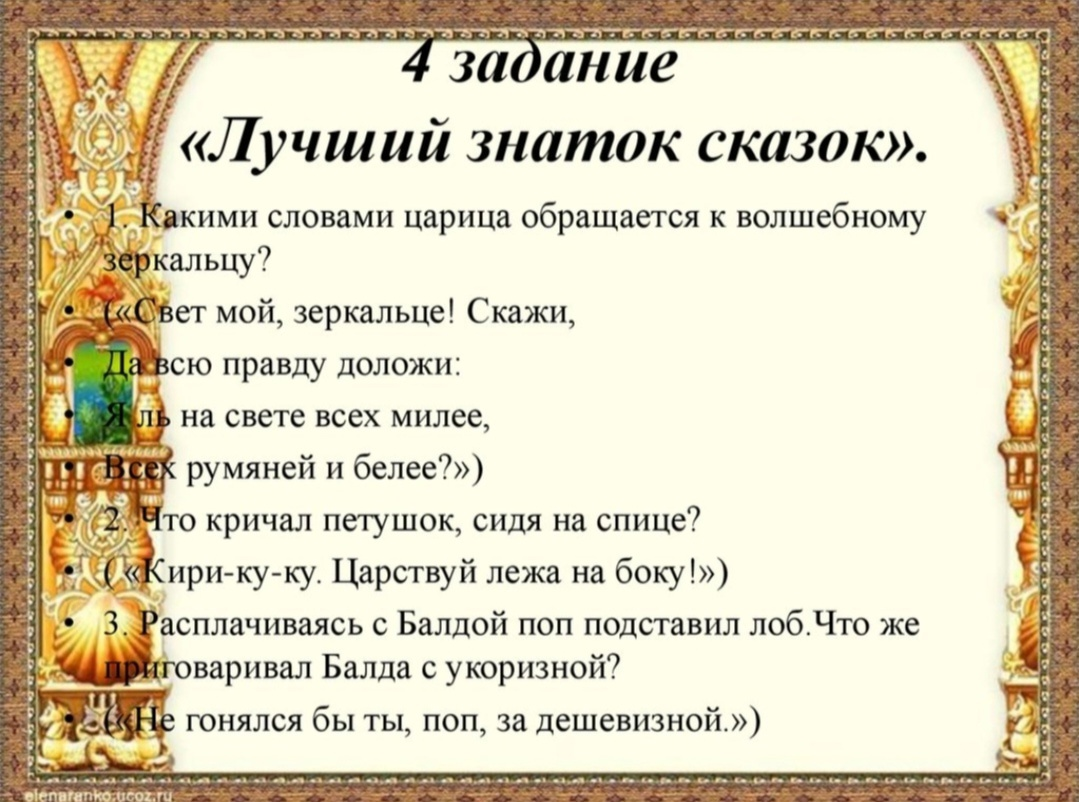 4 задание
«Лучший знаток сказок».
• 1. Какими словами царица обращается к волшебному
зеркальцу?
• («Свет мой, зеркальце! Скажи,
• Да всю правду доложи:
• Я ль на свете всех милее,
• Всех румяней и белее?»)
• 2. Что кричал петушок, сидя на спице?
• ( «Кири-ку-ку. Царствуй лежа на боку!»)
• 3. Расплачиваясь с Балдой поп подставил лоб.Что же
приговаривал Балда с укоризной?
• («Не гонялся бы ты, поп, за дешевизной.»)
elenaranko.ucoz.ru